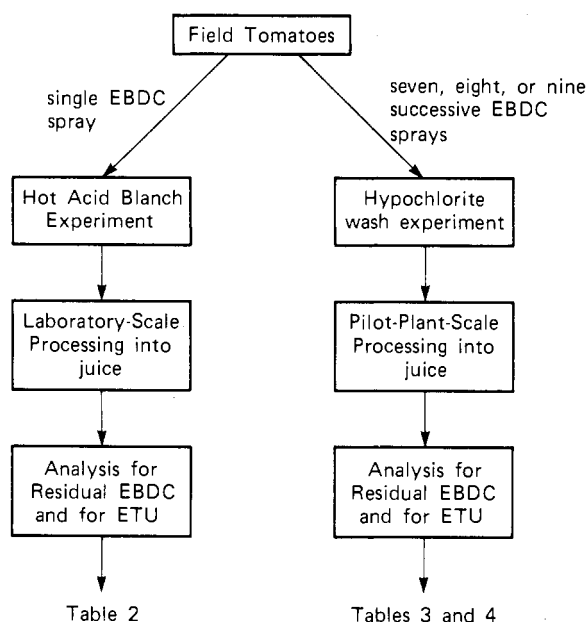 Field Tomatoes
single EBDC
spray
seven, eight, or nine
successive EBDC
sprays
Hot Acid Blanch
Experiment
Hypochlorite
wash experiment
Laboratory-Scale
Processing into
juice
Pilot-Plant-Scale
Processing into
juice
Analysis for
Residual EBDC
and for ETU
Analysis for
Residual EBDC
and for ETU
Table 2
Tables 3 and 4